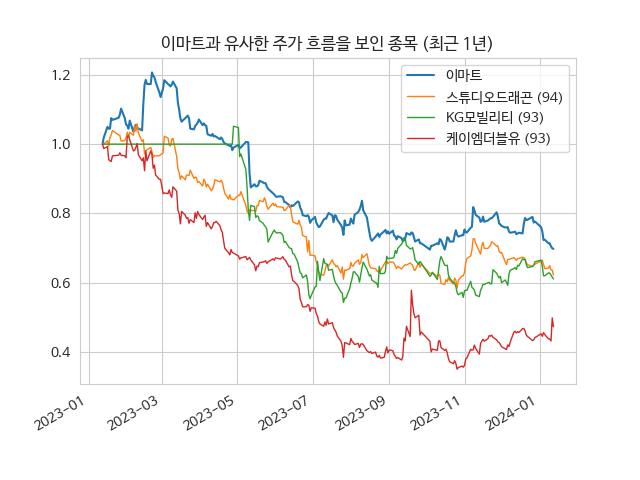 이마트과 유사한 주가 흐름을 보인 종목 (최근 1년)
이마트
스튜디오드래곤 (94)
KG모빌리티 (93)
케이엠더블유 (93)
1.2
1.0
0.8
0.6
0.4
2023-01
2023-03
2023-05
2023-07
2023-09
2023-11
2024-01